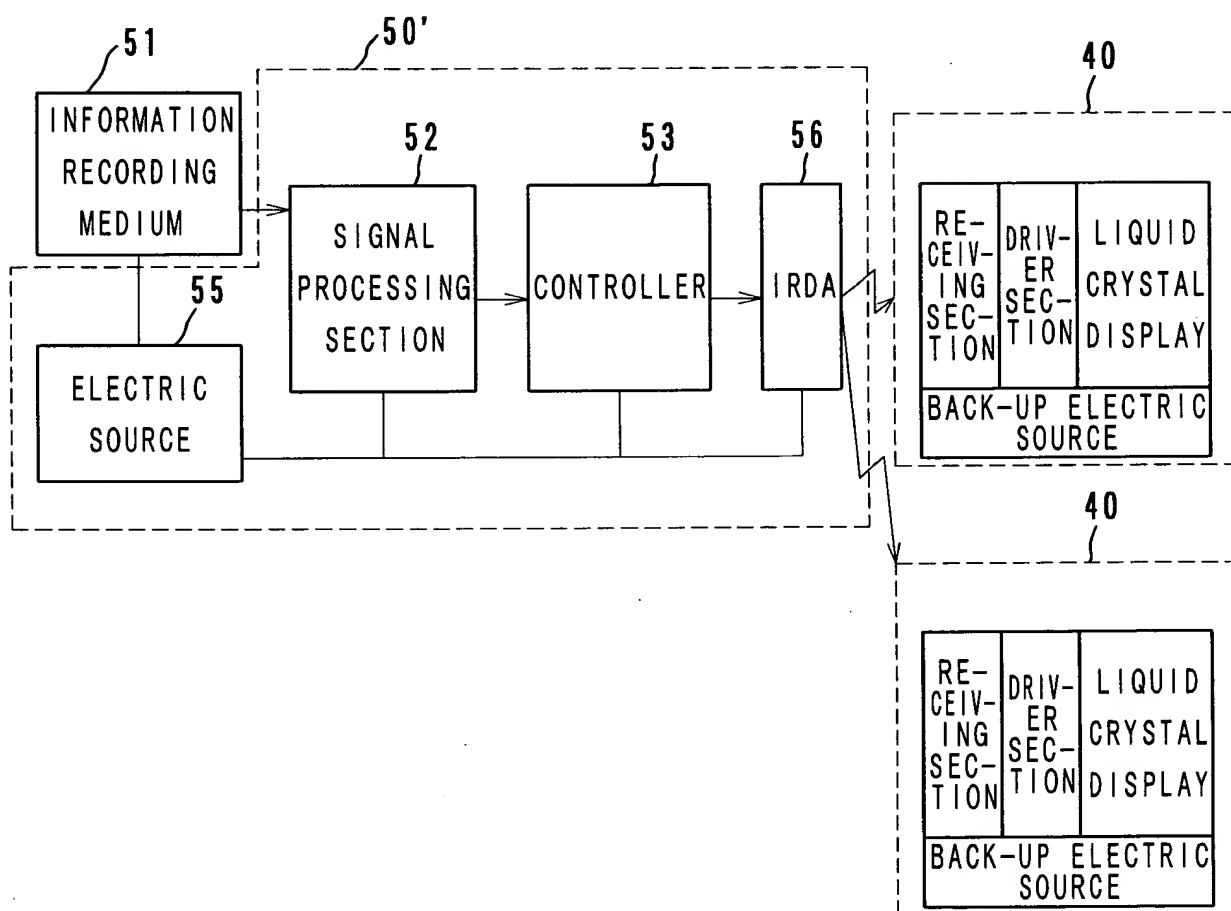 50'
51
40
INFORMATION
RECORDING
MEDIUM
52
53
56
SIGNAL
PROCESSING
SECTION
CONTROLLER
IRDA
RE-
CEIV-
ING
SEC-
TION
DRIV-
ER
SEC-
TION
LIQUID
CRYSTAL
DISPLAY
BACK-UP ELECTRIC
SOURCE
55
ELECTRIC
SOURCE
40
RE-
CEIV-
ING
SEC-
TION
DRIV-
ER
SEC-
TION
LIQUID
CRYSTAL
DISPLAY
BACK-UP ELECTRIC
SOURCE